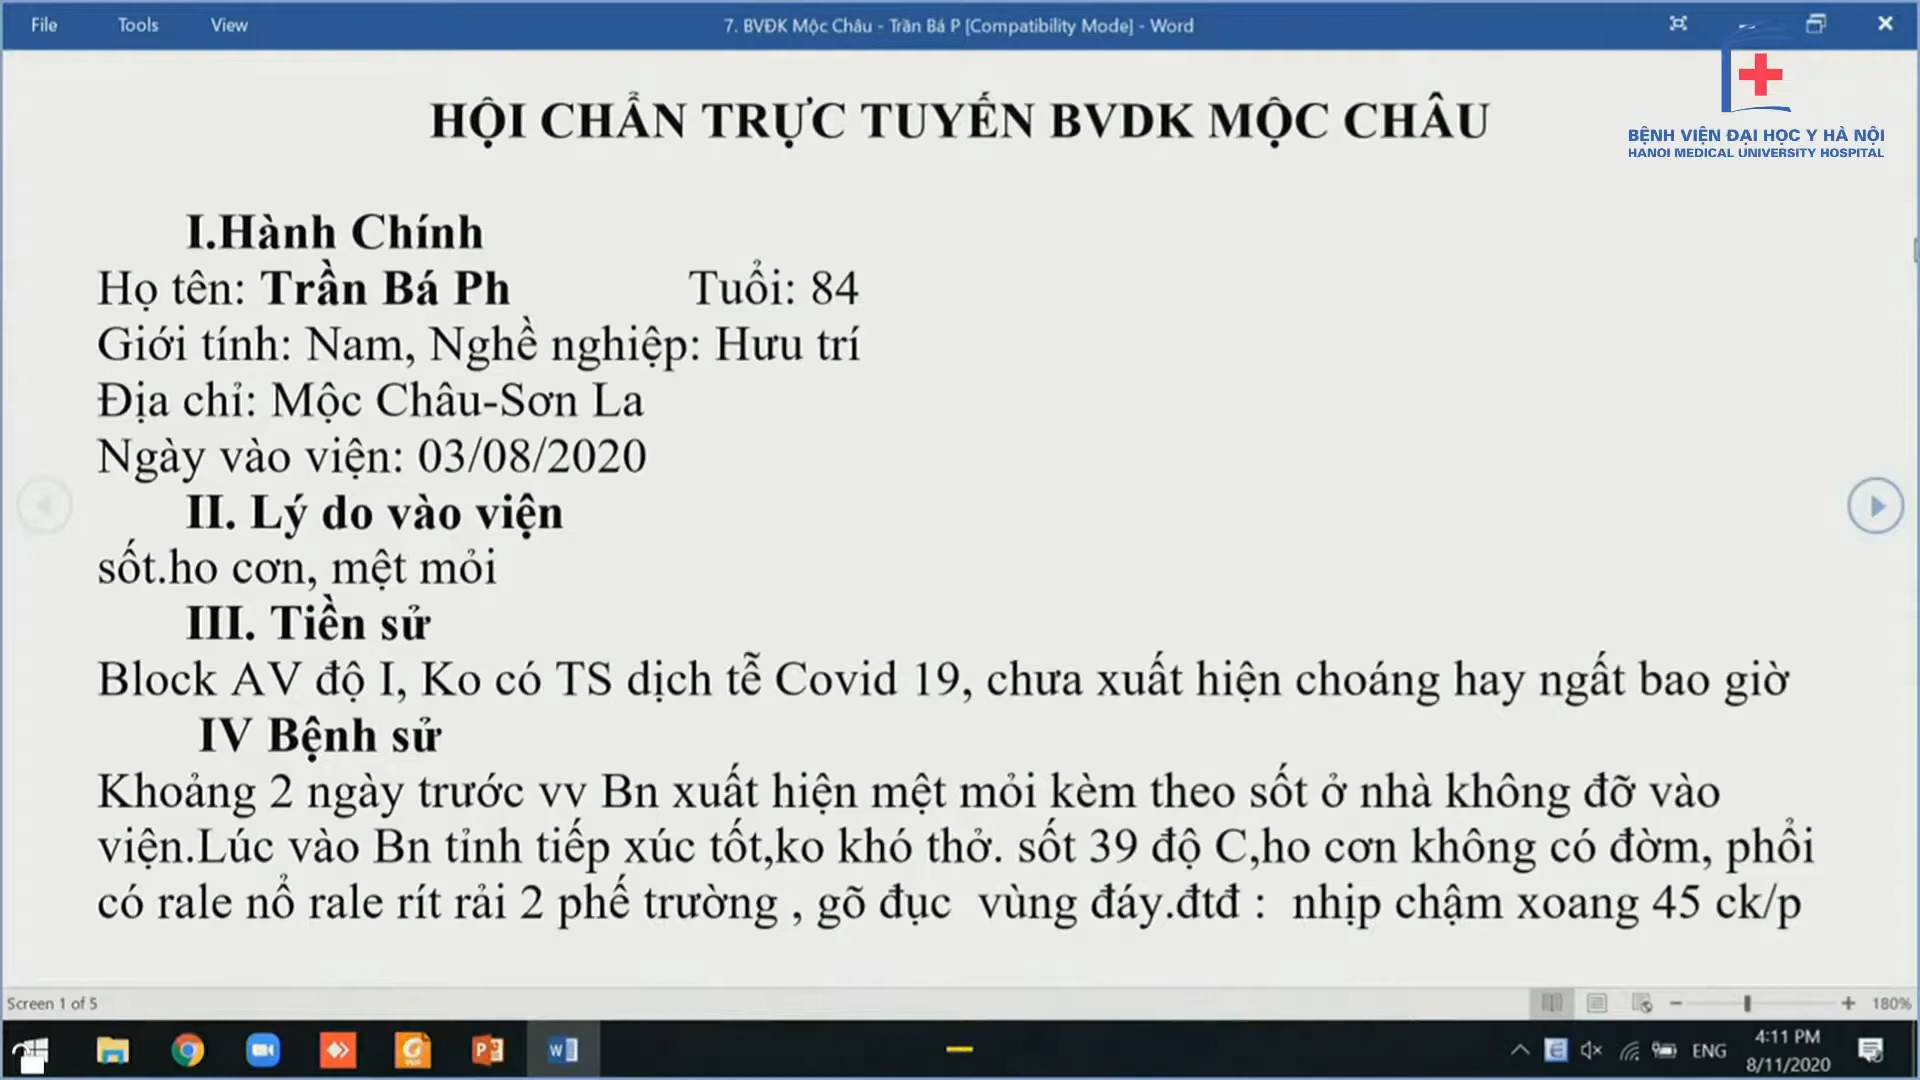 File Tools View 7. BVĐK Mộc Châu - Trần Bá P [Compatibility Mode] - Word
HỘI CHẨN TRỰC TUYẾN BVDK MỘC CHÂU
BỆNH VIỆN ĐẠI HỌC Y HÀ NỘI
HANOI MEDICAL UNIVERSITY HOSPITAL
I.Hành Chính
Họ tên: Trần Bá Ph Tuổi: 84
Giới tính: Nam, Nghề nghiệp: Hưu trí
Địa chỉ: Mộc Châu-Sơn La
Ngày vào viện: 03/08/2020
II. Lý do vào viện
sốt.ho cơn, mệt mỏi
III. Tiền sử
Block AV độ I, Ko có TS dịch tễ Covid 19, chưa xuất hiện choáng hay ngất bao giờ
IV Bệnh sử
Khoảng 2 ngày trước vv Bn xuất hiện mệt mỏi kèm theo sốt ở nhà không đỡ vào
viện.Lúc vào Bn tỉnh tiếp xúc tốt,ko khó thở. sốt 39 độ C,ho cơn không có đờm, phổi
có rale nổ rale rít rải 2 phế trường , gõ đục vùng đáy.đtđ : nhịp chậm xoang 45 ck/p
Screen 1 of 5 180%
ENG 4:11 PM
8/11/2020